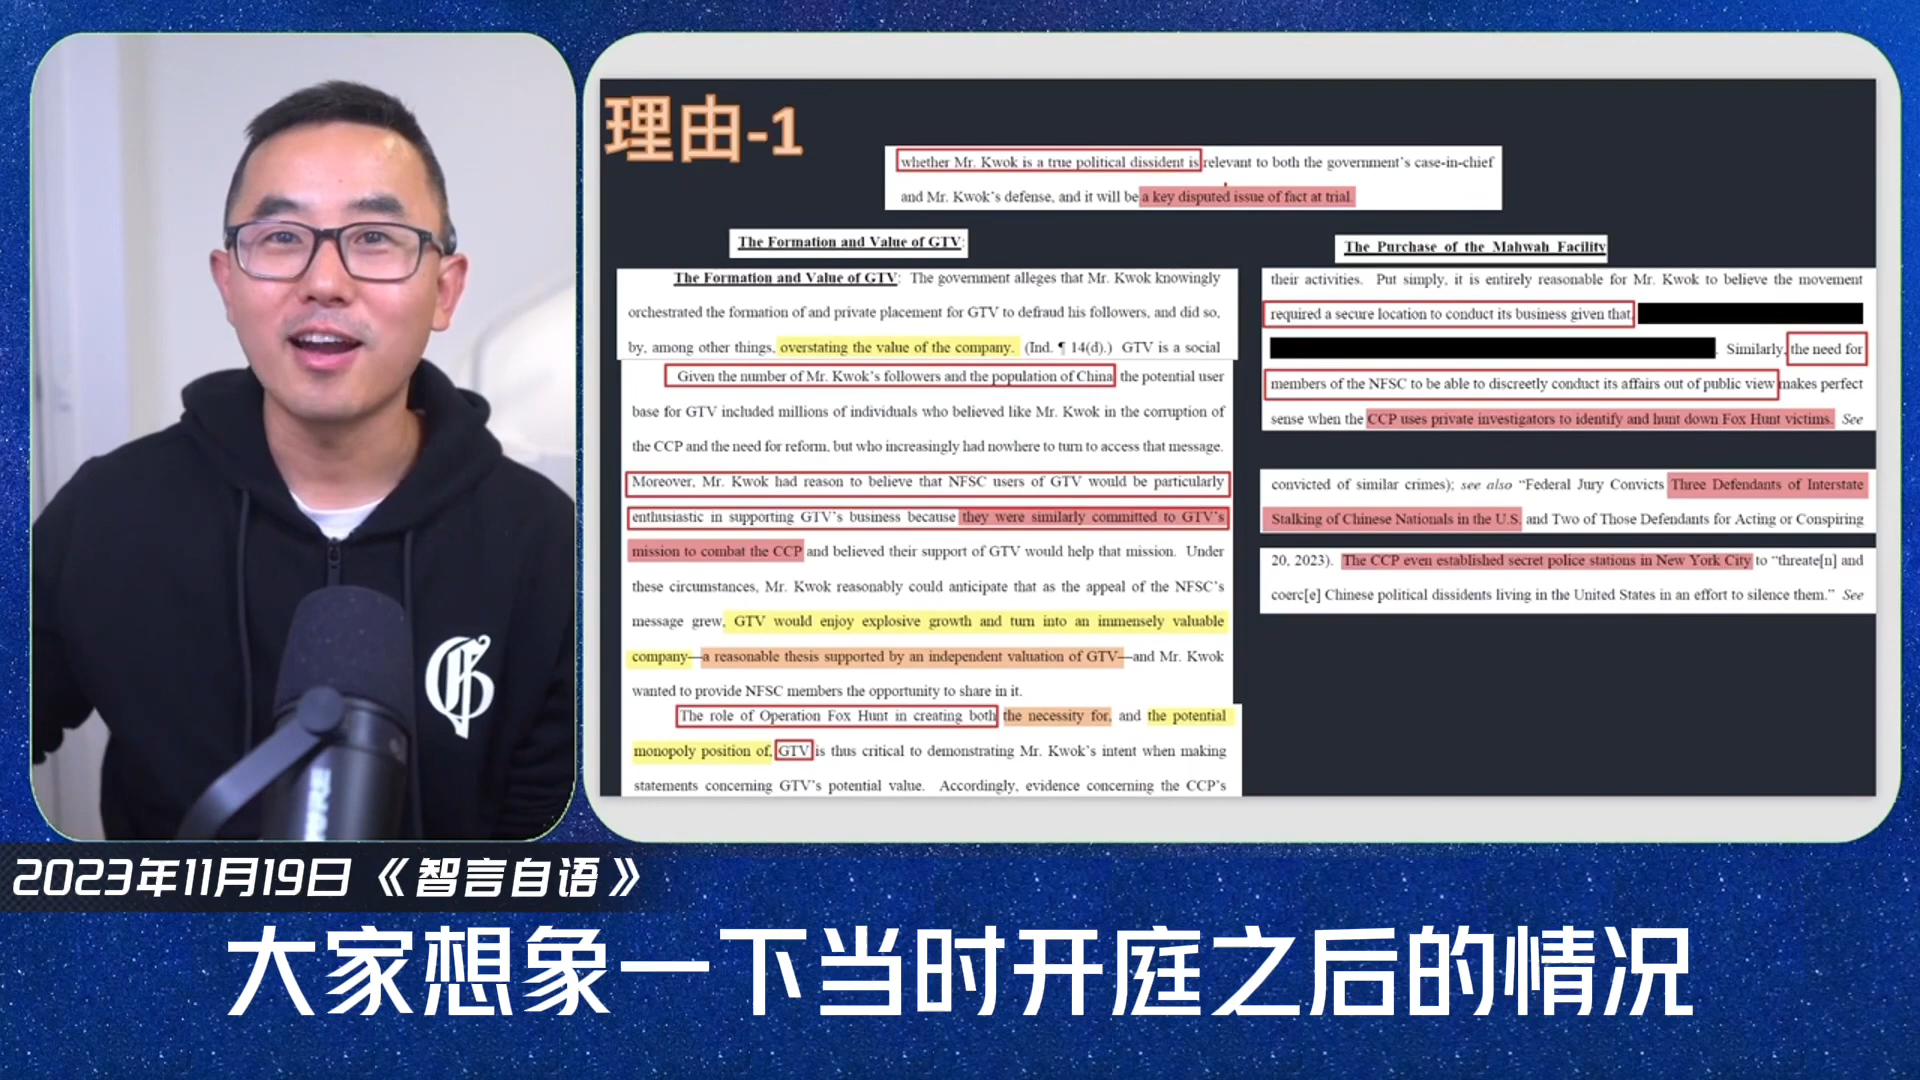 理由-1
whether Mr. Kwok is a true political dissident is relevant to both the government's case-in-chief
and Mr. Kwok's defense, and it will be a key disputed issue of fact at trial.
The Formation and Value of GTV:
The Formation and Value of GTV: The government alleges that Mr. Kwok knowingly
orchestrated the formation of and private placement for GTV to defraud his followers, and did so,
by, among other things, overstating the value of the company. (Ind. ¶ 14(d).) GTV is a social
Given the number of Mr. Kwok's followers and the population of China, the potential user
base for GTV included millions of individuals who believed like Mr. Kwok in the corruption of
the CCP and the need for reform, but who increasingly had nowhere to turn to access that message.
Moreover, Mr. Kwok had reason to believe that NFSC users of GTV would be particularly
enthusiastic in supporting GTV's business because they were similarly committed to GTV's
mission to combat the CCP and believed their support of GTV would help that mission. Under
these circumstances, Mr. Kwok reasonably could anticipate that as the appeal of the NFSC's
message grew, GTV would enjoy explosive growth and turn into an immensely valuable
company—a reasonable thesis supported by an independent valuation of GTV—and Mr. Kwok
wanted to provide NFSC members the opportunity to share in it.
The role of Operation Fox Hunt in creating both the necessity for, and the potential
monopoly position of, GTV is thus critical to demonstrating Mr. Kwok's intent when making
statements concerning GTV's potential value. Accordingly, evidence concerning the CCP's
The Purchase of the Mahwah Facility
their activities. Put simply, it is entirely reasonable for Mr. Kwok to believe the movement
required a secure location to conduct its business given that
. Similarly, the need for
members of the NFSC to be able to discreetly conduct its affairs out of public view makes perfect
sense when the CCP uses private investigators to identify and hunt down Fox Hunt victims. See
convicted of similar crimes); see also “Federal Jury Convicts Three Defendants of Interstate
Stalking of Chinese Nationals in the U.S. and Two of Those Defendants for Acting or Conspiring
20, 2023). The CCP even established secret police stations in New York City to “threate[n] and
coerc[e] Chinese political dissidents living in the United States in an effort to silence them.” See
2023年11月19日《智言自语》
大家想象一下当时开庭之后的情况